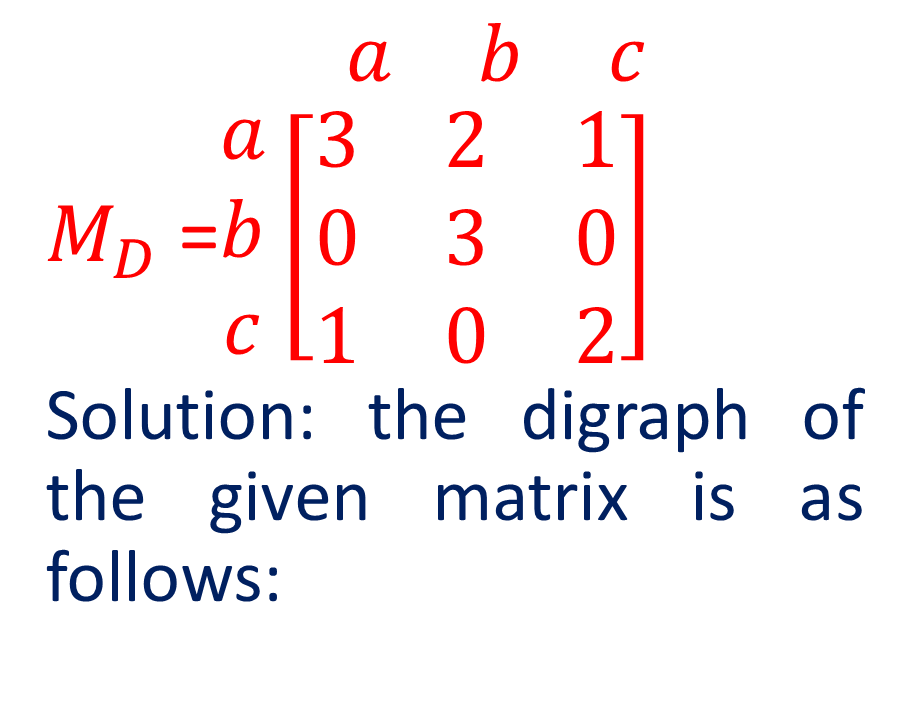 a b c
a [3 2 1]
M_D =b [0 3 0]
c [1 0 2]
Solution: the digraph of
the given matrix is as
follows: